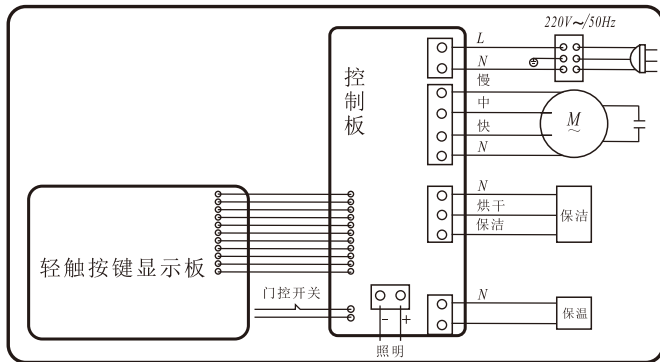 220V～/50Hz
L
N
慢
中
快
N
M
~
控制板
N
烘干
保洁
保洁
轻触按键显示板
门控开关
- +
照明
N
保温